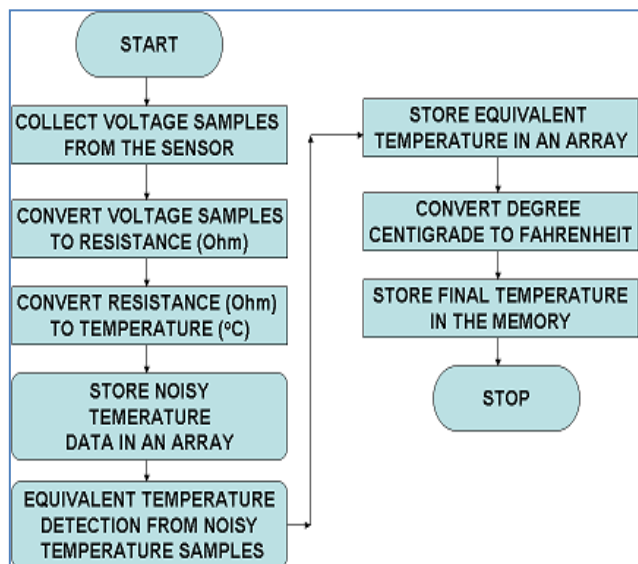 START
COLLECT VOLTAGE SAMPLES
FROM THE SENSOR
CONVERT VOLTAGE SAMPLES
TO RESISTANCE (Ohm)
CONVERT RESISTANCE (Ohm)
TO TEMPERATURE (ºC)
STORE NOISY
TEMERATURE
DATA IN AN ARRAY
EQUIVALENT TEMPERATURE
DETECTION FROM NOISY
TEMPERATURE SAMPLES
STORE EQUIVALENT
TEMPERATURE IN AN ARRAY
CONVERT DEGREE
CENTIGRADE TO FAHRENHEIT
STORE FINAL TEMPERATURE
IN THE MEMORY
STOP